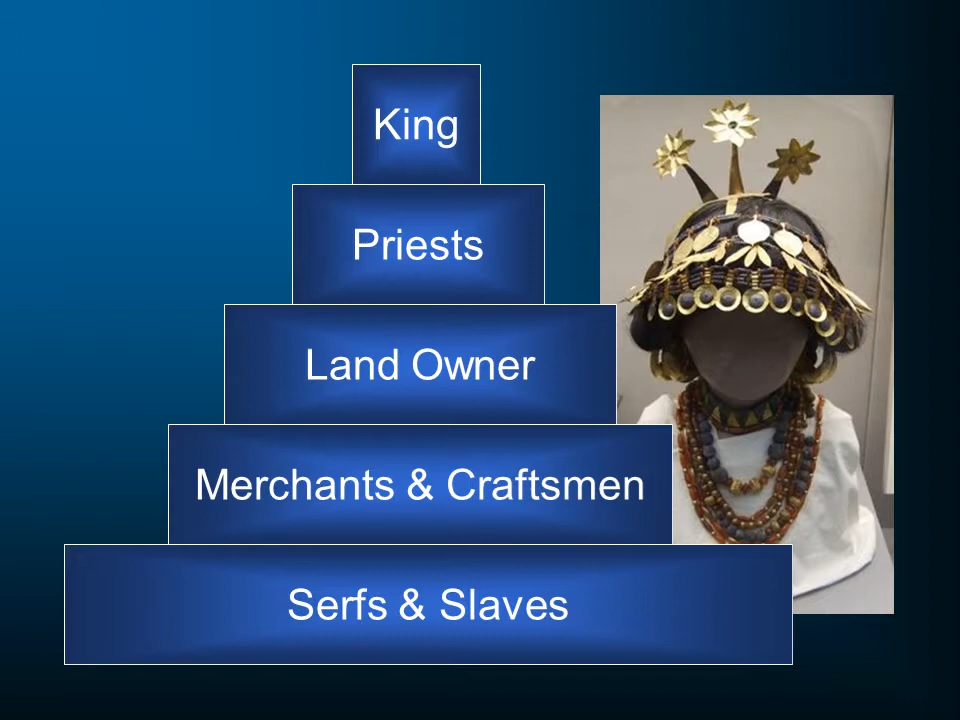 King
Priests
Land Owner
Merchants & Craftsmen
Serfs & Slaves